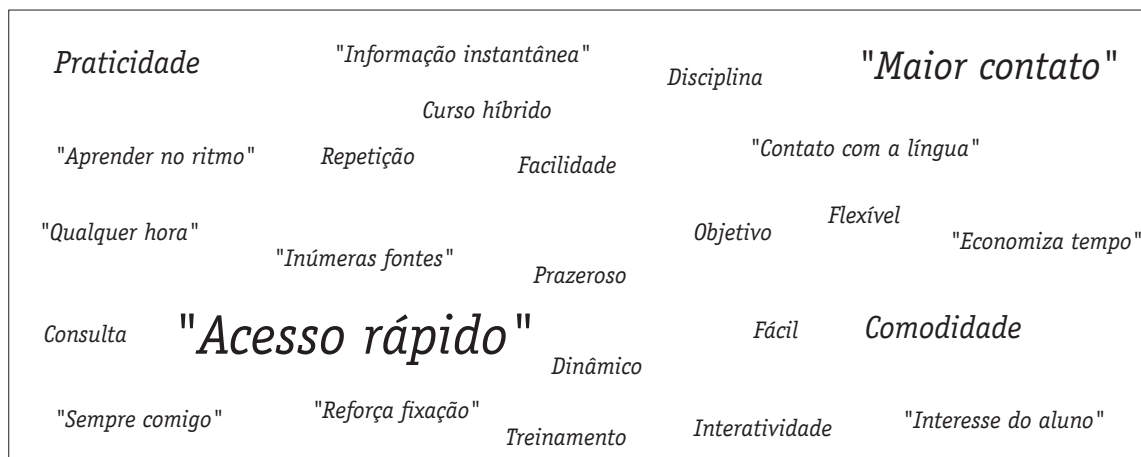 Praticidade
"Informação instantânea"
Disciplina
"Maior contato"
Curso híbrido
"Aprender no ritmo"
Repetição
Facilidade
"Contato com a língua"
"Qualquer hora"
"Inúmeras fontes"
Prazeroso
Objetivo
Flexível
"Economiza tempo"
Consulta
"Acesso rápido"
Dinâmico
Fácil
Comodidade
"Sempre comigo"
"Reforça fixação"
Treinamento
Interatividade
"Interesse do aluno"